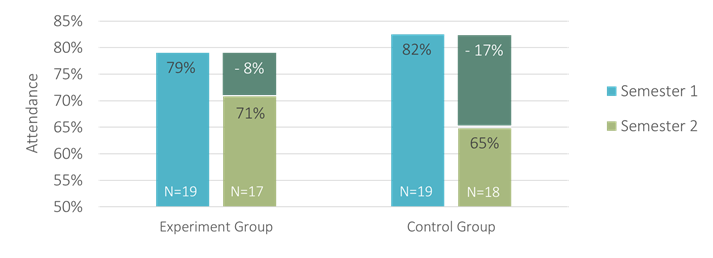 85%
80%
75%
70%
65%
60%
55%
50%
Attendance
79%
- 8%
71%
N=19
N=17
82%
- 17%
65%
N=19
N=18
Experiment Group
Control Group
Semester 1
Semester 2